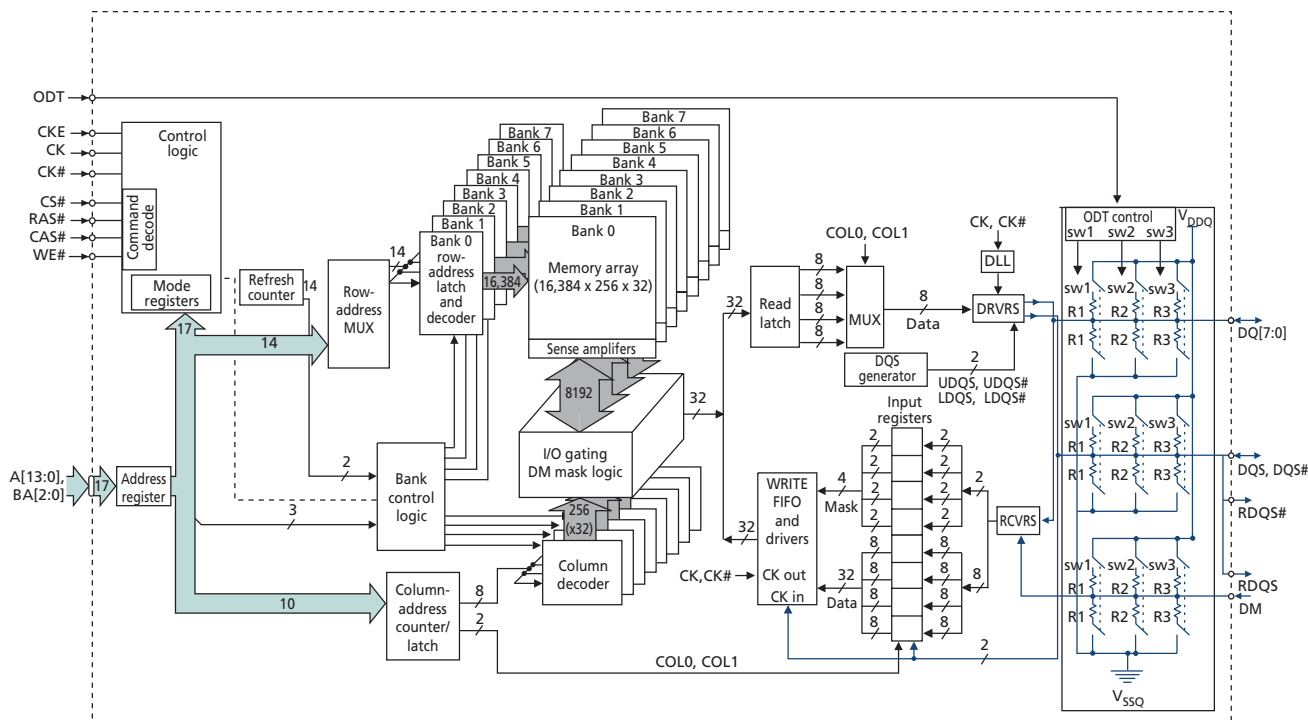 ODT
CKE
CK
CK#
CS#
RAS#
CAS#
WE#
Control
logic
Command
decode
Mode
registers
Refresh
counter
14
17
14
Row-
address
MUX
14
Bank 7
Bank 6
Bank 5
Bank 4
Bank 3
Bank 2
Bank 1
Bank 0
row-
address
latch
and
decoder
16,384
Bank 7
Bank 6
Bank 5
Bank 4
Bank 3
Bank 2
Bank 1
Bank 0
Memory array
(16,384 x 256 x 32)
Sense amplifers
8192
I/O gating
DM mask logic
32
256
(x32)
Column
decoder
A[13:0],
BA[2:0]
17
Address
register
2
3
Bank
control
logic
10
Column-
address
counter/
latch
8
2
COL0, COL1
32
Read
latch
8
8
8
8
COL0, COL1
MUX
8
Data
CK, CK#
DLL
DRVRS
DQS
generator
2
UDQS, UDQS#
LDQS, LDQS#
Input
registers
32
WRITE
FIFO
and
drivers
CK out
CK in
CK,CK#
4
Mask
32
Data
2
2
2
2
8
8
8
8
2
2
2
2
8
8
8
8
2
8
RCVRS
2
ODT control
sw1 sw2 sw3
VDDQ
sw1 sw2 sw3
R1 R2 R3
R1 R2 R3
sw1 sw2 sw3
R1 R2 R3
R1 R2 R3
sw1 sw2 sw3
R1 R2 R3
R1 R2 R3
VSSQ
DQ[7:0]
DQS, DQS#
RDQS#
RDQS
DM